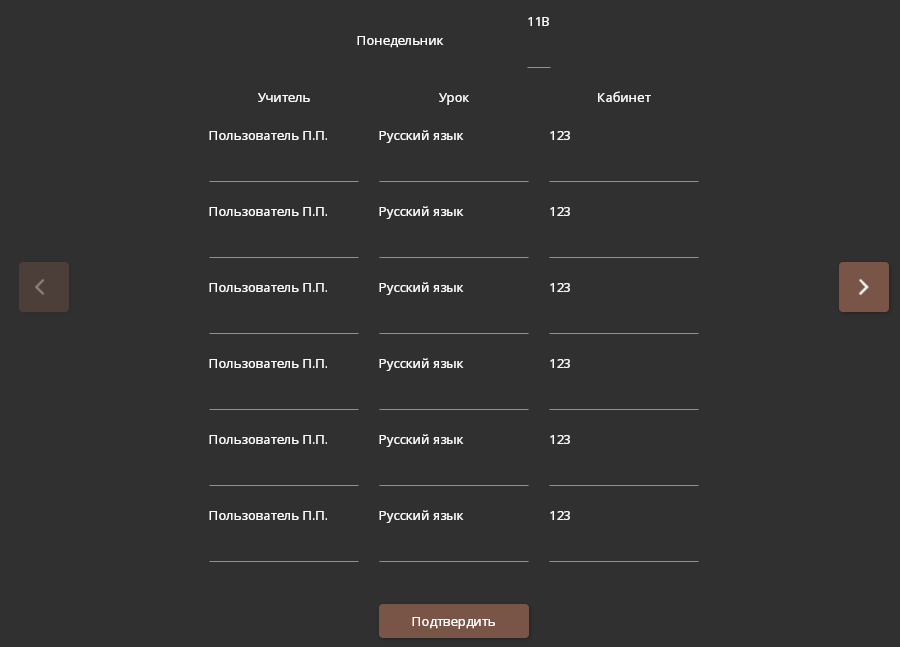 11В
Понедельник
Учитель Урок Кабинет
Пользователь П.П. Русский язык 123
Пользователь П.П. Русский язык 123
Пользователь П.П. Русский язык 123
Пользователь П.П. Русский язык 123
Пользователь П.П. Русский язык 123
Пользователь П.П. Русский язык 123
Подтвердить